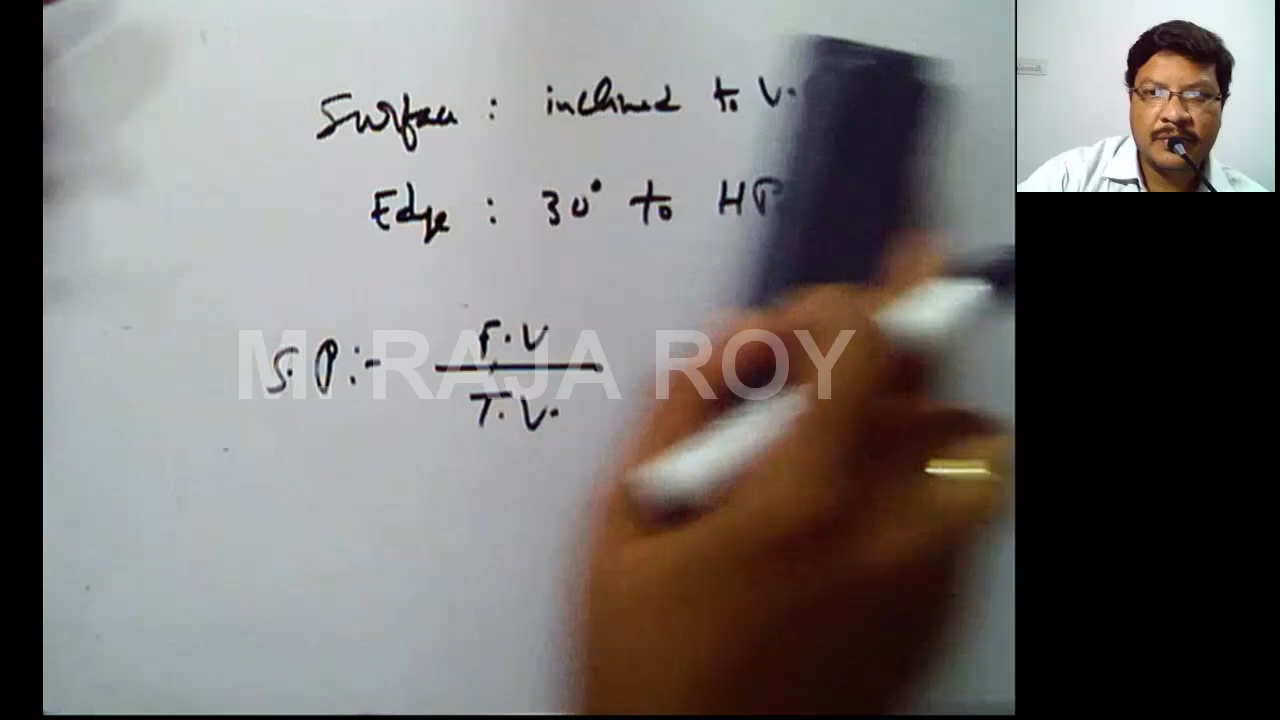 Surface : inclined to V.
Edge : 30° to HP
S.P :- F.V
T.V.
M RAJA ROY